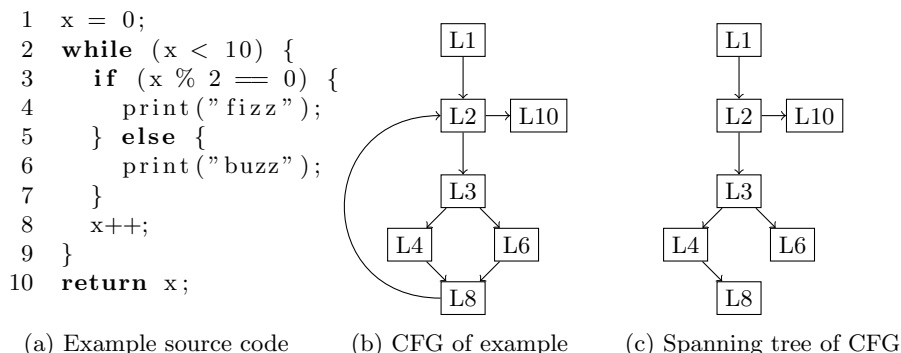 1 x = 0;
2 while (x < 10) {
3 if (x % 2 == 0) {
4 print("fizz");
5 } else {
6 print("buzz");
7 }
8 x++;
9 }
10 return x;
(a) Example source code
L1
L2 L10
L3
L4 L6
L8
(b) CFG of example
L1
L2 L10
L3
L4 L6
L8
(c) Spanning tree of CFG